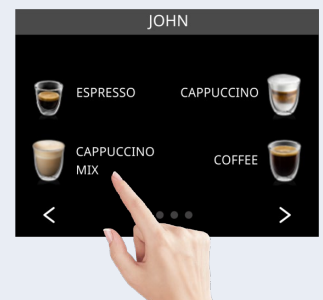 JOHN
ESPRESSO
CAPPUCCINO
CAPPUCCINO
MIX
COFFEE